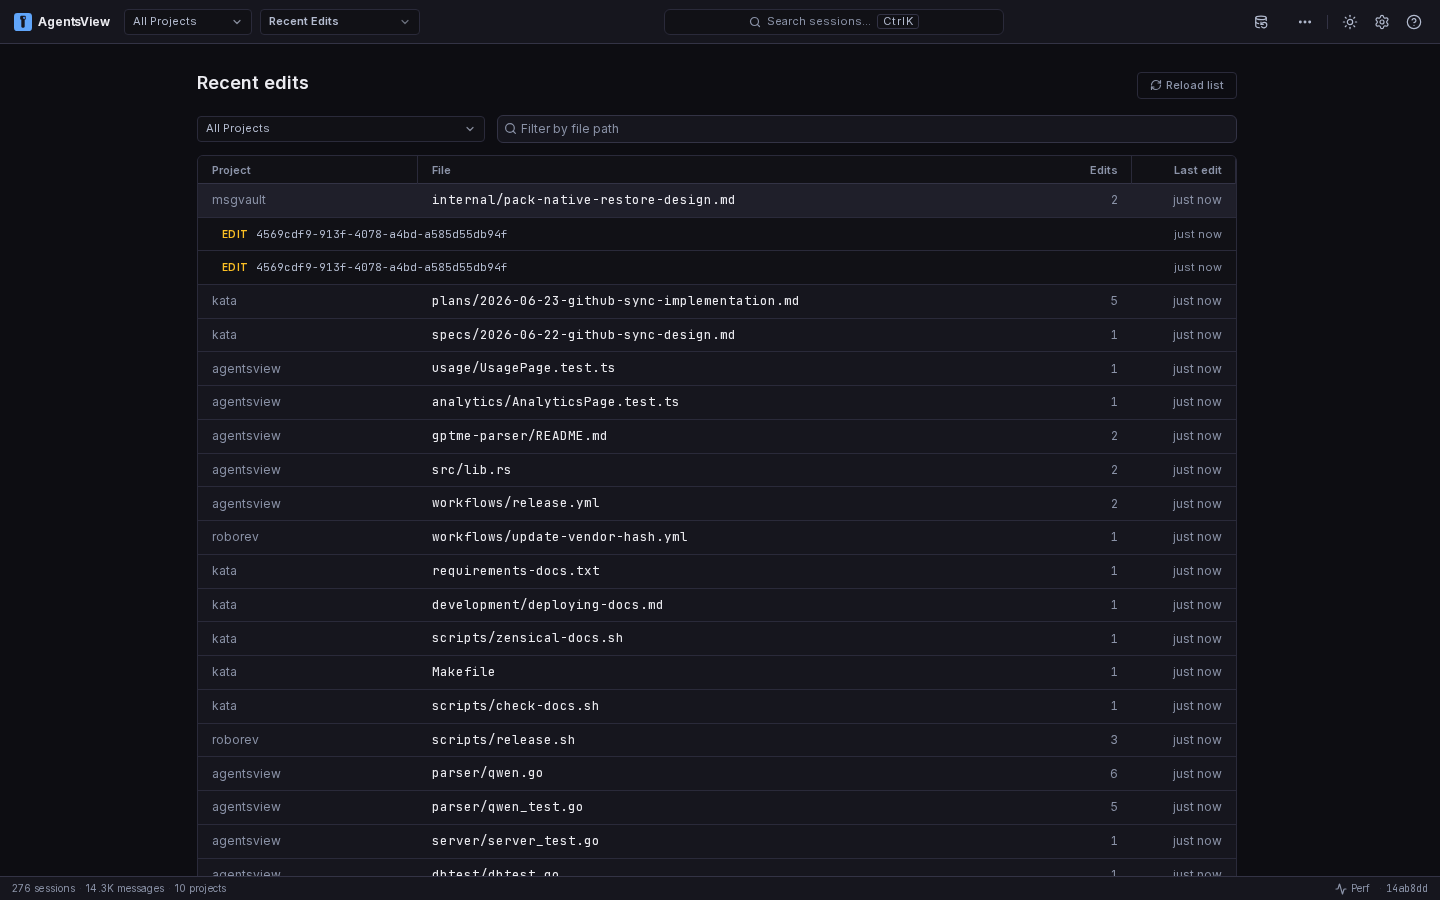 AgentsView All Projects Recent Edits Search sessions... CtrlK
Recent edits Reload list
All Projects Filter by file path
Project File Edits Last edit
msgvault internal/pack-native-restore-design.md 2 just now
EDIT 4569cdf9-913f-4078-a4bd-a585d55db94f just now
EDIT 4569cdf9-913f-4078-a4bd-a585d55db94f just now
kata plans/2026-06-23-github-sync-implementation.md 5 just now
kata specs/2026-06-22-github-sync-design.md 1 just now
agentsview usage/UsagePage.test.ts 1 just now
agentsview analytics/AnalyticsPage.test.ts 1 just now
agentsview gptme-parser/README.md 2 just now
agentsview src/lib.rs 2 just now
agentsview workflows/release.yml 2 just now
roborev workflows/update-vendor-hash.yml 1 just now
kata requirements-docs.txt 1 just now
kata development/deploying-docs.md 1 just now
kata scripts/zensical-docs.sh 1 just now
kata Makefile 1 just now
kata scripts/check-docs.sh 1 just now
roborev scripts/release.sh 3 just now
agentsview parser/qwen.go 6 just now
agentsview parser/qwen_test.go 5 just now
agentsview server/server_test.go 1 just now
agentsview dbtest/dbtest.go 1 just now
276 sessions 14.3K messages 10 projects Perf 14ab8dd